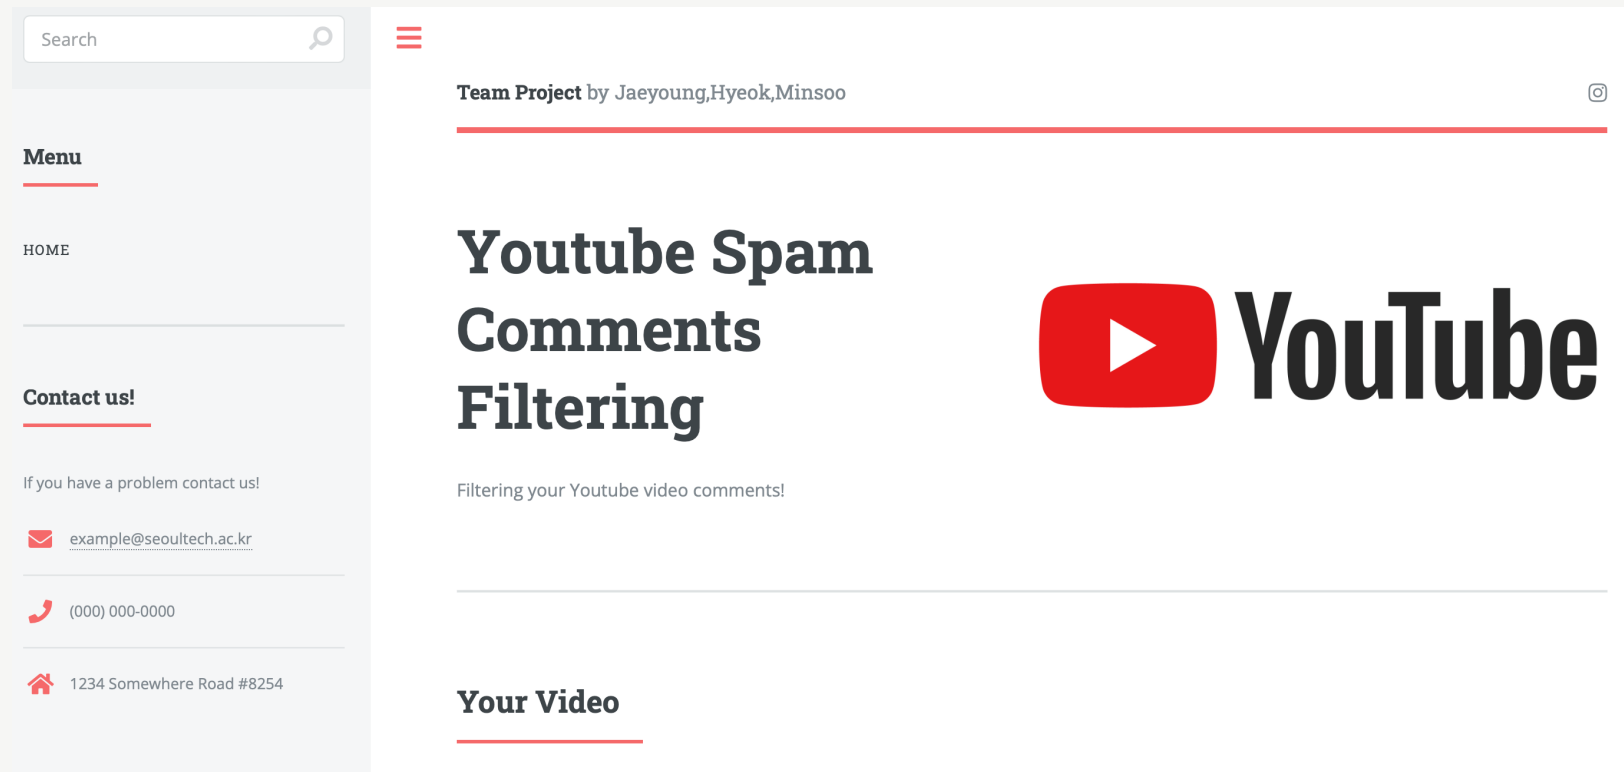 Search
Menu
HOME
Contact us!
If you have a problem contact us!
example@seoultech.ac.kr
(000) 000-0000
1234 Somewhere Road #8254
Team Project by Jaeyoung,Hyeok,Minsoo
Youtube Spam
Comments
Filtering
Filtering your Youtube video comments!
YouTube
Your Video